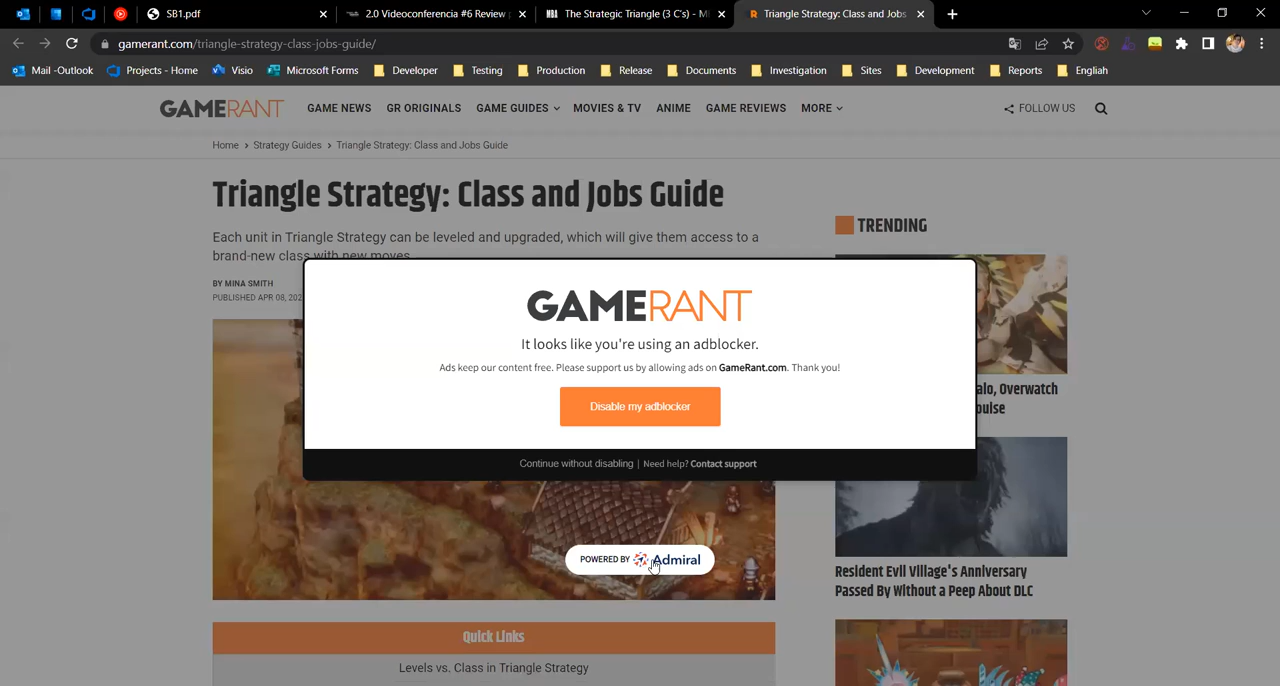 SB1.pdf
2.0 Videoconferencia #6 Review
The Strategic Triangle (3 C's) - M
Triangle Strategy: Class and Jobs
gamerant.com/triangle-strategy-class-jobs-guide/
Mail -Outlook
Projects - Home
Visio
Microsoft Forms
Developer
Testing
Production
Release
Documents
Investigation
Sites
Development
Reports
English
GAMERANT
GAME NEWS
GR ORIGINALS
GAME GUIDES
MOVIES & TV
ANIME
GAME REVIEWS
MORE
FOLLOW US
Home > Strategy Guides > Triangle Strategy: Class and Jobs Guide
Triangle Strategy: Class and Jobs Guide
Each unit in Triangle Strategy can be leveled and upgraded, which will give them access to a
brand-new class with new moves.
BY MINA SMITH
PUBLISHED APR 08, 202
TRENDING
GAMERANT
It looks like you're using an adblocker.
Ads keep our content free. Please support us by allowing ads on GameRant.com. Thank you!
Disable my adblocker
Continue without disabling | Need help? Contact support
alo, Overwatch
pulse
POWERED BY Admiral
Resident Evil Village's Anniversary
Passed By Without a Peep About DLC
Quick Links
Levels vs. Class in Triangle Strategy